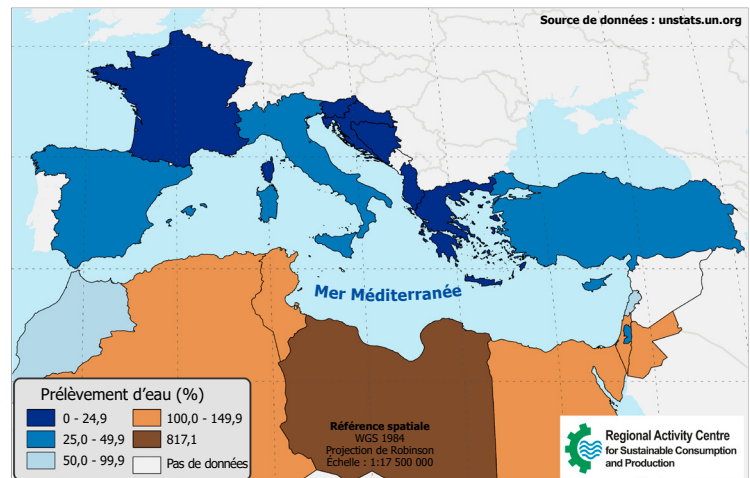 Source de données : unstats.un.org
Mer Méditerranée
Prélèvement d'eau (%)
0 - 24,9
100,0 - 149,9
25,0 - 49,9
817,1
50,0 - 99,9
Pas de données
Référence spatiale
WGS 1984
Projection de Robinson
Échelle : 1:17 500 000
Regional Activity Centre
for Sustainable Consumption
and Production